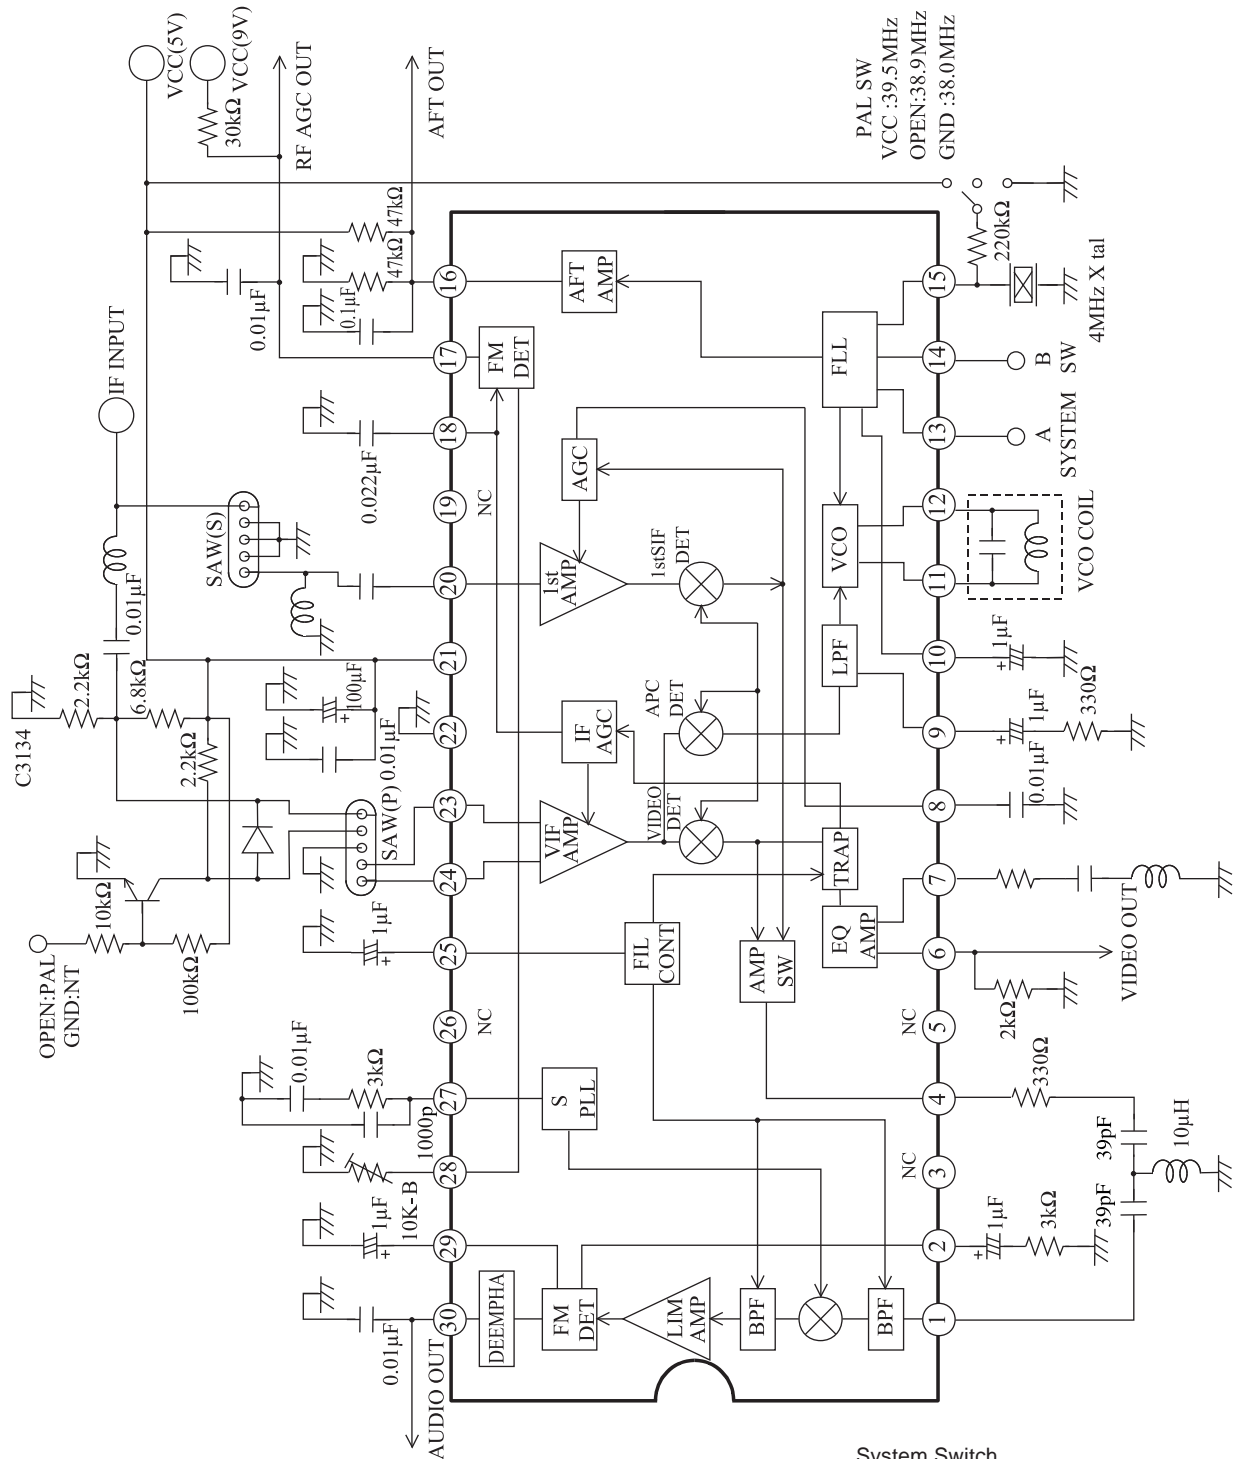 VCC(5V)
VCC(9V)
30kΩ
RF AGC OUT
AFT OUT
PAL SW
VCC :39.5MHz
OPEN:38.9MHz
GND :38.0MHz
47kΩ
47kΩ
0.1μF
0.01μF
220kΩ
4MHz X tal
IF INPUT
0.022μF
SAW(S)
0.01μF
2.2kΩ
6.8kΩ
C3134
2.2kΩ
100μF
0.01μF
SAW(P)
10kΩ
OPEN:PAL
GND:NT
100kΩ
1μF
0.01μF
3kΩ
1000p
10K-B
1μF
0.01μF
AUDIO OUT
16
17
18
19
NC
20
21
22
23
24
25
26
NC
27
28
29
30
AFT
AMP
FM
DET
AGC
1st
AMP
1stSIF
DET
IF
AGC
APC
DET
VIF
AMP
VIDEO
DET
FIL
CONT
AMP
SW
S
PLL
DEEMPHA
FM
DET
LIM
AMP
BPF
BPF
FLL
VCO
LPF
TRAP
EQ
AMP
15
14
13
12
11
10
9
8
7
6
5
NC
4
3
NC
2
1
B
SW
A
SYSTEM
VCO COIL
1μF
330Ω
1μF
0.01μF
VIDEO OUT
2kΩ
330Ω
39pF
10μH
39pF
1μF
3kΩ
System Switch